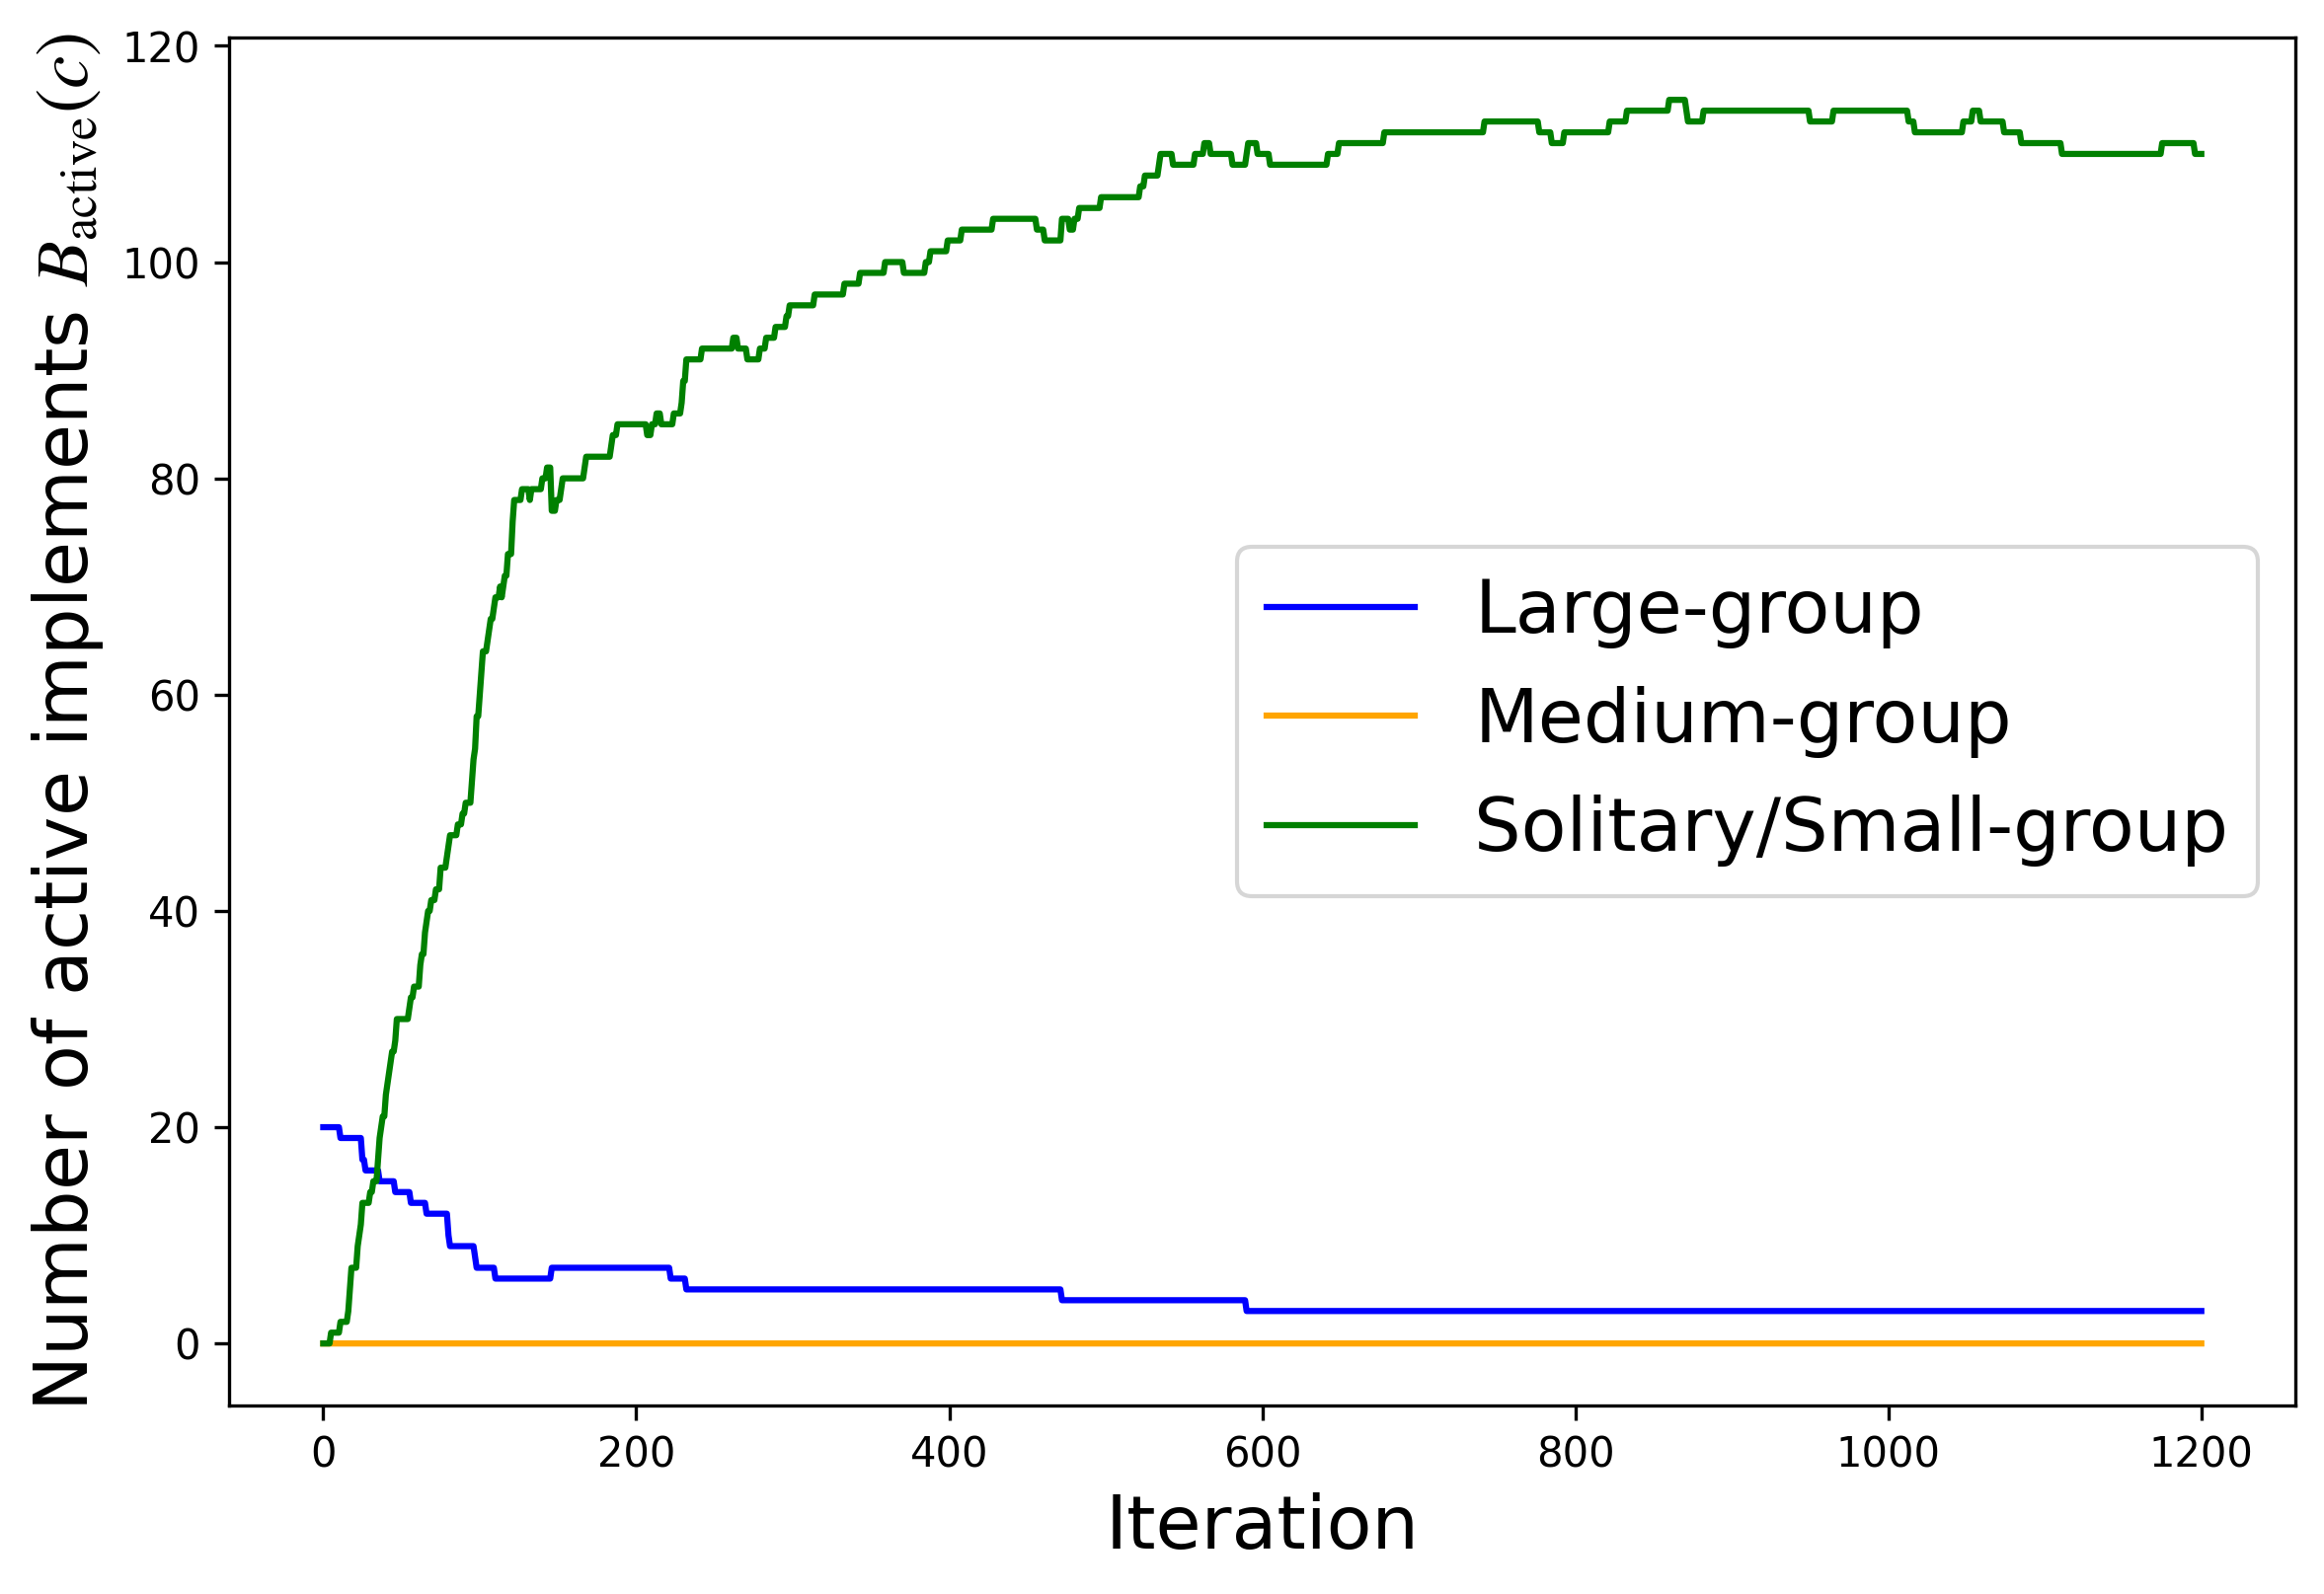 Number of active implements B_active(c)
120
100
80
60
40
20
0
Large-group
Medium-group
Solitary/Small-group
0 200 400 600 800 1000 1200
Iteration